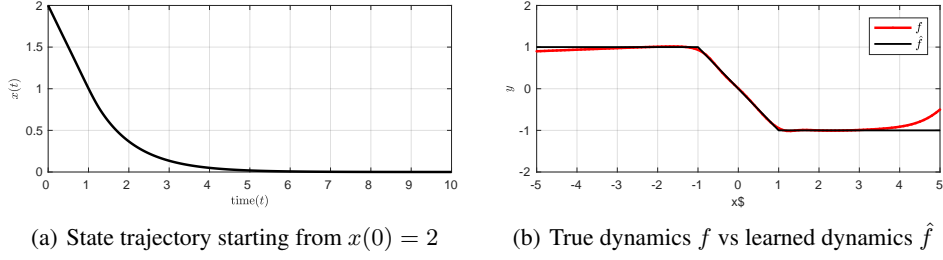 2
1.5
1
0.5
0
x(t)
0 1 2 3 4 5 6 7 8 9 10
time(t)
(a) State trajectory starting from x(0) = 2
2
1
0
-1
-2
y
f
f̂
-5 -4 -3 -2 -1 0 1 2 3 4 5
x$
(b) True dynamics f vs learned dynamics f̂